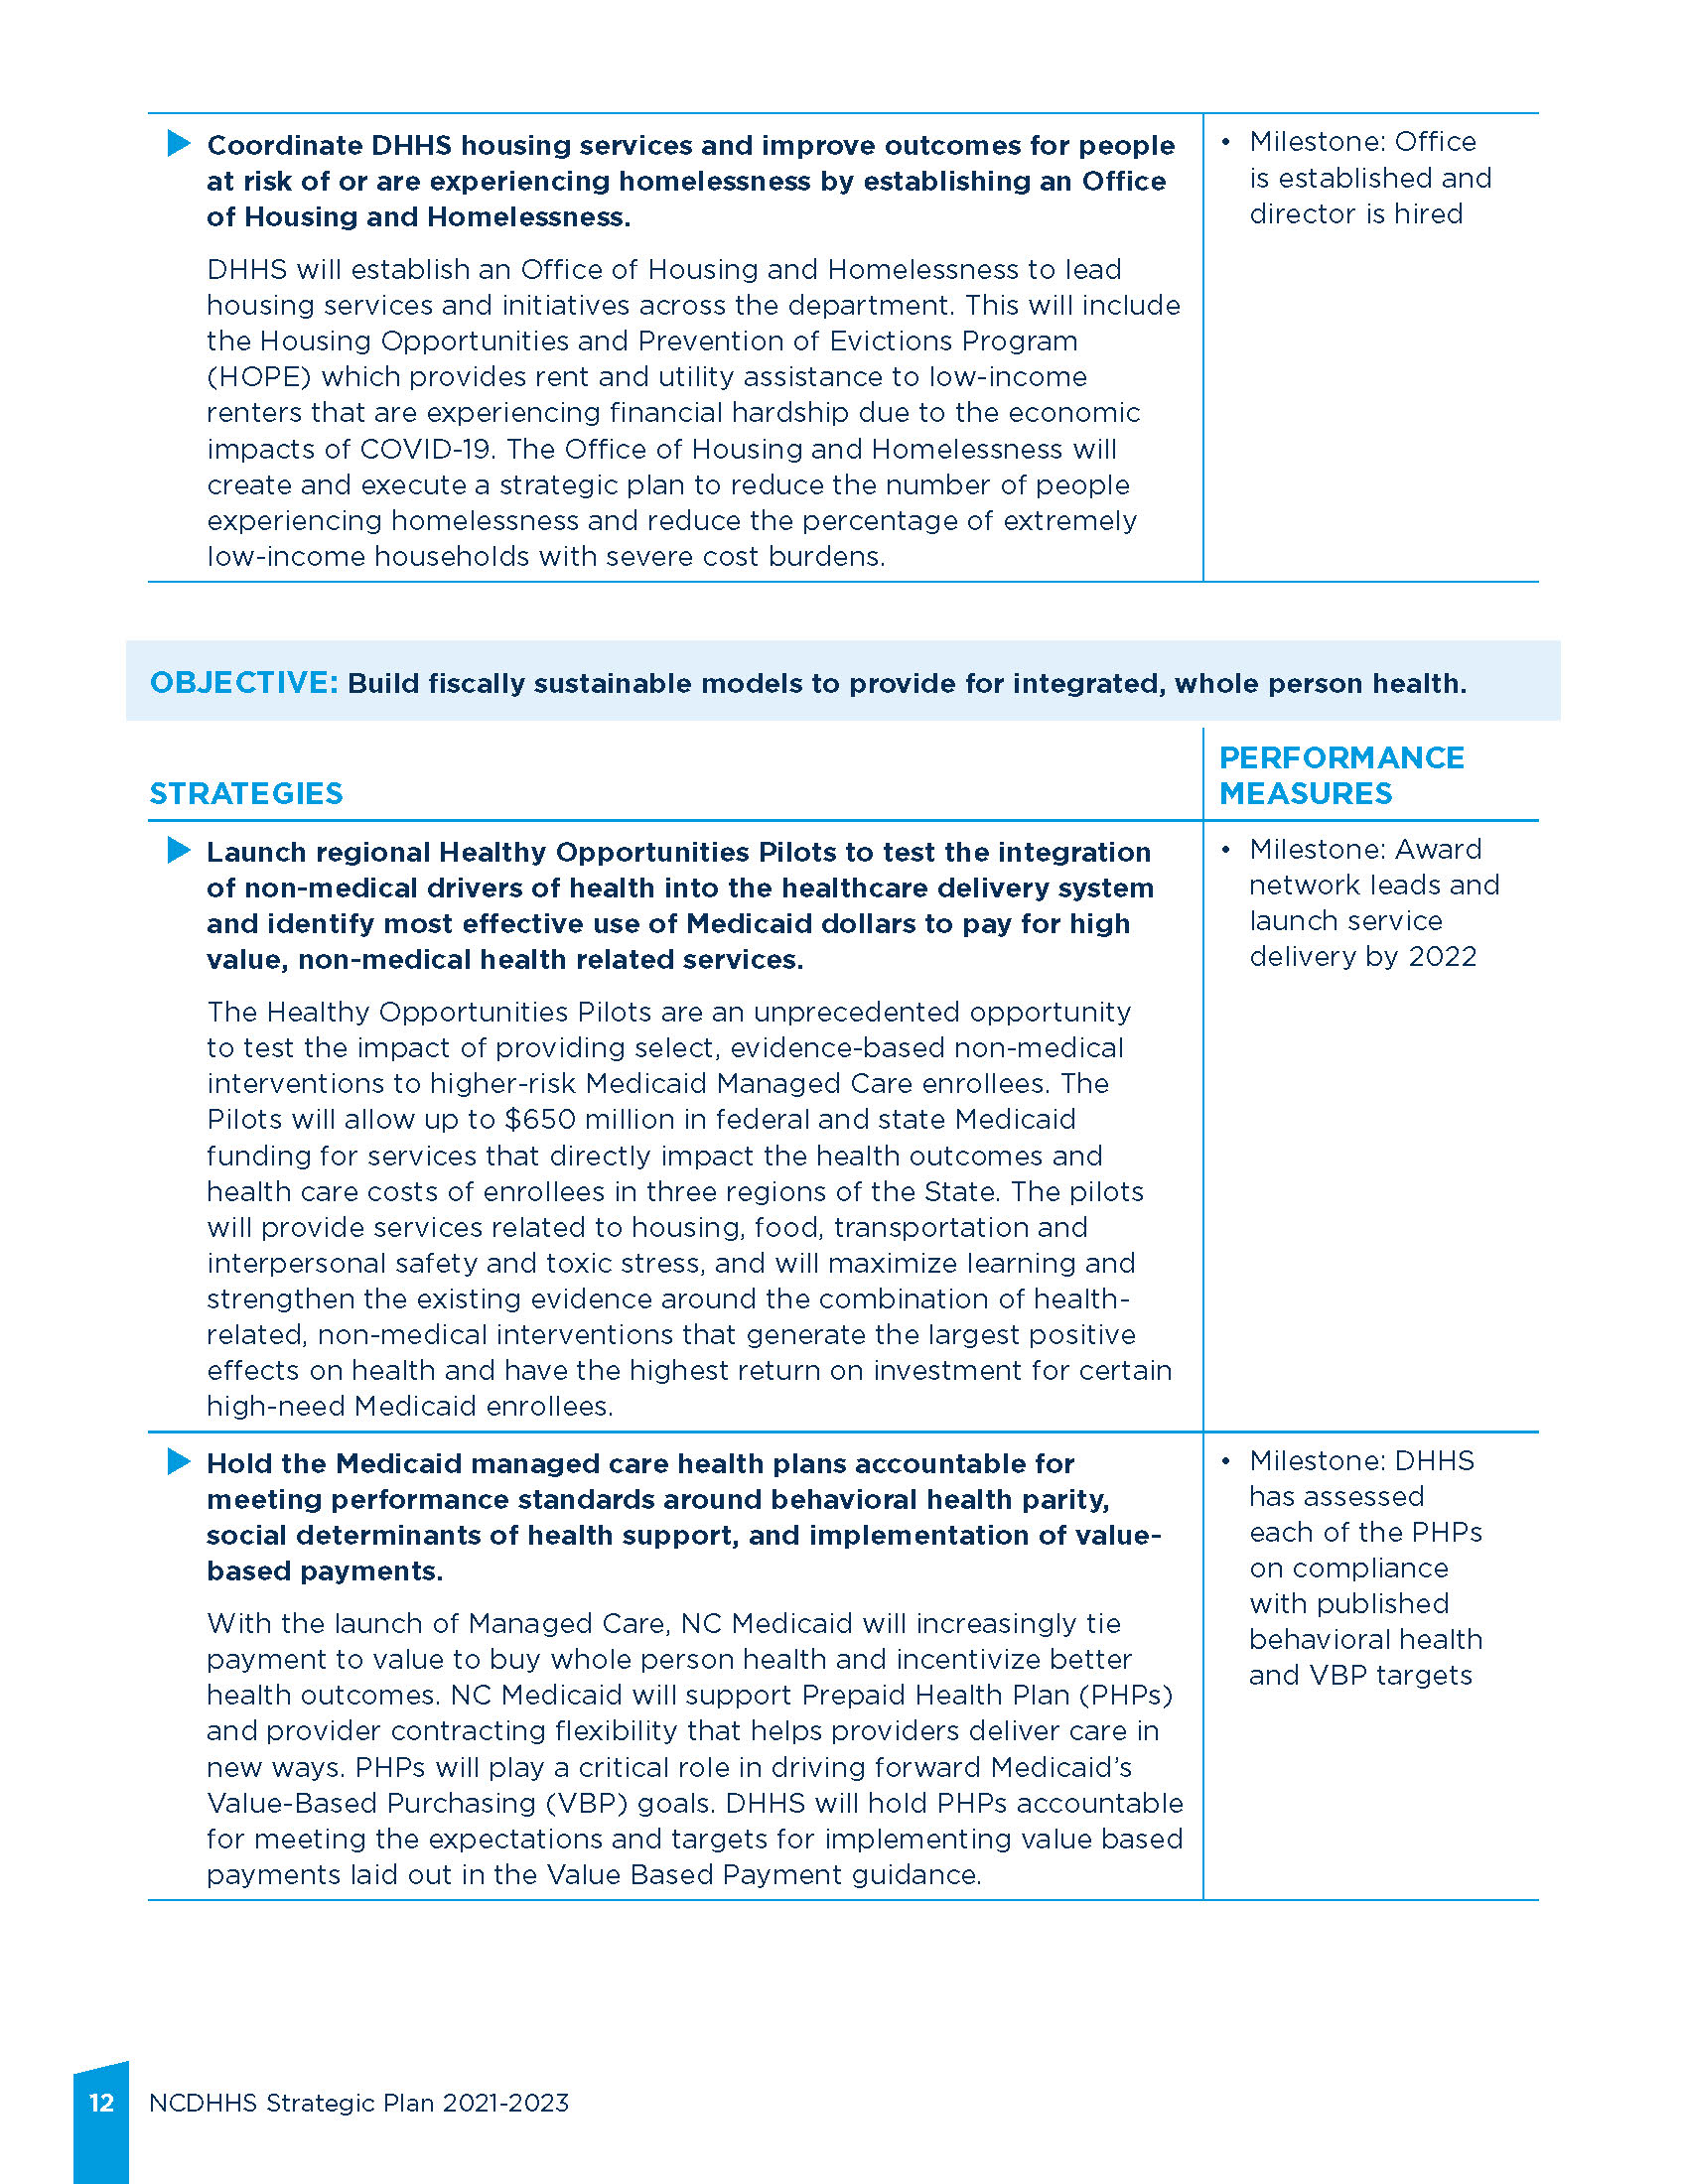 Coordinate DHHS housing services and improve outcomes for people
at risk of or are experiencing homelessness by establishing an Office
of Housing and Homelessness.
DHHS will establish an Office of Housing and Homelessness to lead
housing services and initiatives across the department. This will include
the Housing Opportunities and Prevention of Evictions Program
(HOPE) which provides rent and utility assistance to low-income
renters that are experiencing financial hardship due to the economic
impacts of COVID-19. The Office of Housing and Homelessness will
create and execute a strategic plan to reduce the number of people
experiencing homelessness and reduce the percentage of extremely
low-income households with severe cost burdens.
• Milestone: Office
is established and
director is hired
OBJECTIVE: Build fiscally sustainable models to provide for integrated, whole person health.
STRATEGIES
PERFORMANCE
MEASURES
Launch regional Healthy Opportunities Pilots to test the integration
of non-medical drivers of health into the healthcare delivery system
and identify most effective use of Medicaid dollars to pay for high
value, non-medical health related services.
The Healthy Opportunities Pilots are an unprecedented opportunity
to test the impact of providing select, evidence-based non-medical
interventions to higher-risk Medicaid Managed Care enrollees. The
Pilots will allow up to $650 million in federal and state Medicaid
funding for services that directly impact the health outcomes and
health care costs of enrollees in three regions of the State. The pilots
will provide services related to housing, food, transportation and
interpersonal safety and toxic stress, and will maximize learning and
strengthen the existing evidence around the combination of health-
related, non-medical interventions that generate the largest positive
effects on health and have the highest return on investment for certain
high-need Medicaid enrollees.
• Milestone: Award
network leads and
launch service
delivery by 2022
Hold the Medicaid managed care health plans accountable for
meeting performance standards around behavioral health parity,
social determinants of health support, and implementation of value-
based payments.
With the launch of Managed Care, NC Medicaid will increasingly tie
payment to value to buy whole person health and incentivize better
health outcomes. NC Medicaid will support Prepaid Health Plan (PHPs)
and provider contracting flexibility that helps providers deliver care in
new ways. PHPs will play a critical role in driving forward Medicaid’s
Value-Based Purchasing (VBP) goals. DHHS will hold PHPs accountable
for meeting the expectations and targets for implementing value based
payments laid out in the Value Based Payment guidance.
• Milestone: DHHS
has assessed
each of the PHPs
on compliance
with published
behavioral health
and VBP targets
12 NCDHHS Strategic Plan 2021-2023